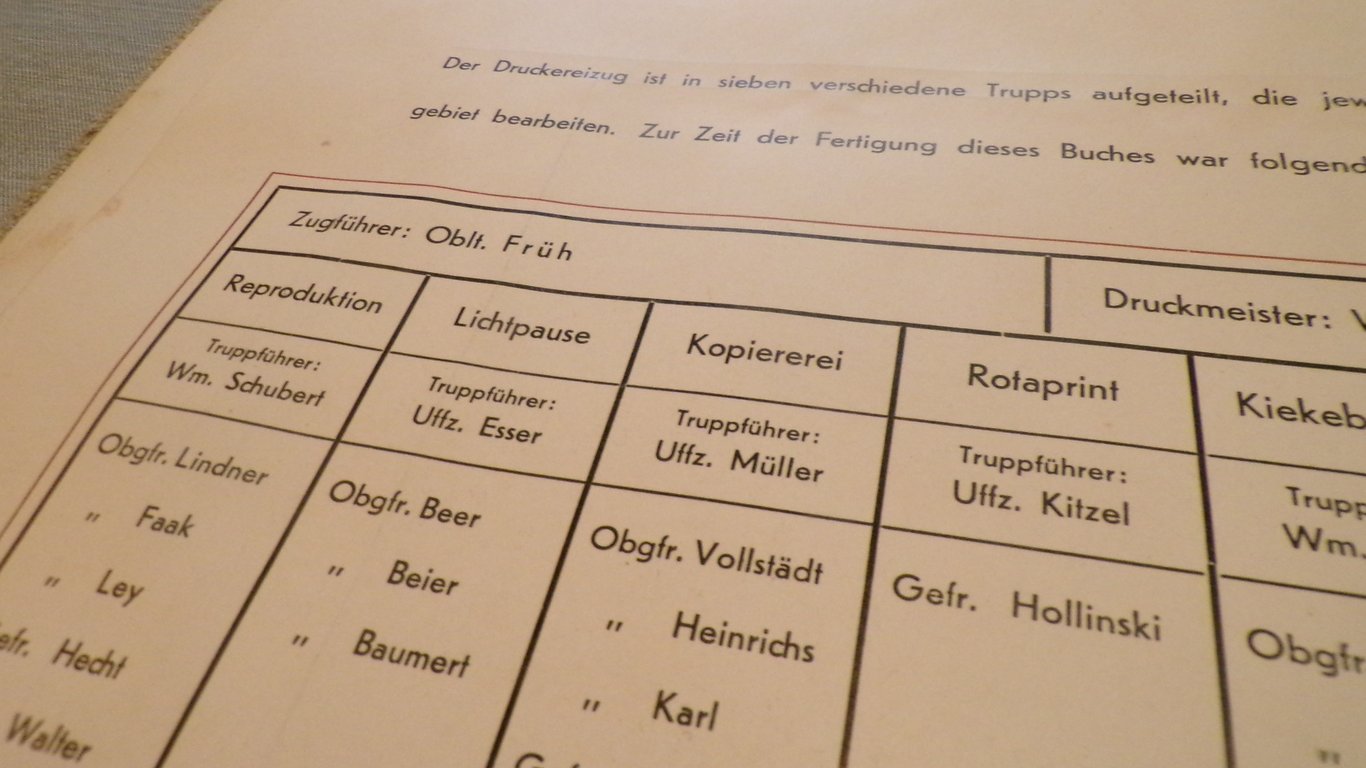 Der Druckereizug ist in sieben verschiedene Trupps aufgeteilt, die
gebiet bearbeiten. Zur Zeit der Fertigung dieses Buches war
Zugführer: Oblt. Früh
Druckmeister:
Reproduktion
Truppführer:
Wm. Schubert
Obgfr. Lindner
" Faak
" Ley
Hecht
Walter
Lichtpause
Truppführer:
Uffz. Esser
Obgfr. Beer
" Beier
" Baumert
Kopiererei
Truppführer:
Uffz. Müller
Obgfr. Vollstädt
" Heinrichs
" Karl
Rotaprint
Truppführer:
Uffz. Kitzel
Gefr. Hollinski
Wm.